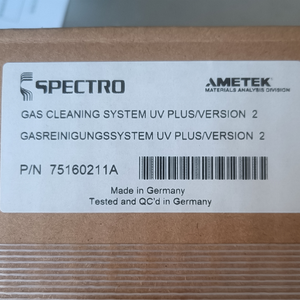 SPECTRO
AMETEK
MATERIALS ANALYSIS DIVISION
GAS CLEANING SYSTEM UV PLUS/VERSION 2
GASREINIGUNGSSYSTEM UV PLUS/VERSION 2
P/N 75160211A
Made in Germany
Tested and QC'd in Germany